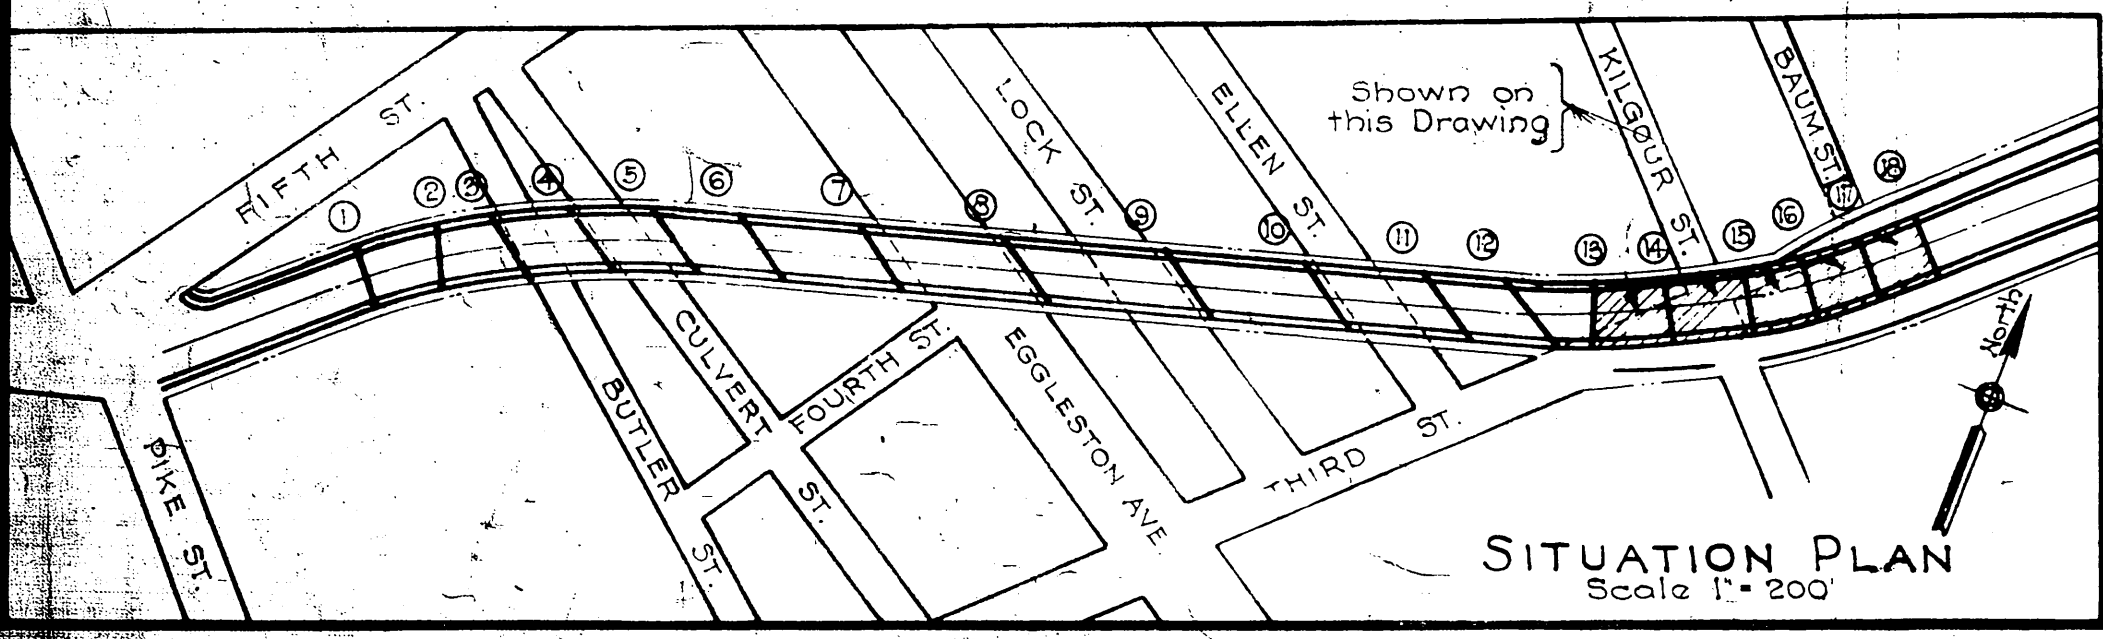 FIFTH ST.
① ② ③ ④ ⑤ ⑥ ⑦ ⑧ ⑨ ⑩ ⑪ ⑫ ⑬ ⑭ ⑮ ⑯ ⑰ ⑱
LOCK ST.
ELLEN ST.
Shown on
this Drawing
KILGOUR ST.
BAUM ST.
PIKE ST.
BUTLER ST.
CULVERT ST.
FOURTH ST.
EGGLESTON AVE.
THIRD ST.
North
SITUATION PLAN
Scale 1" = 200'